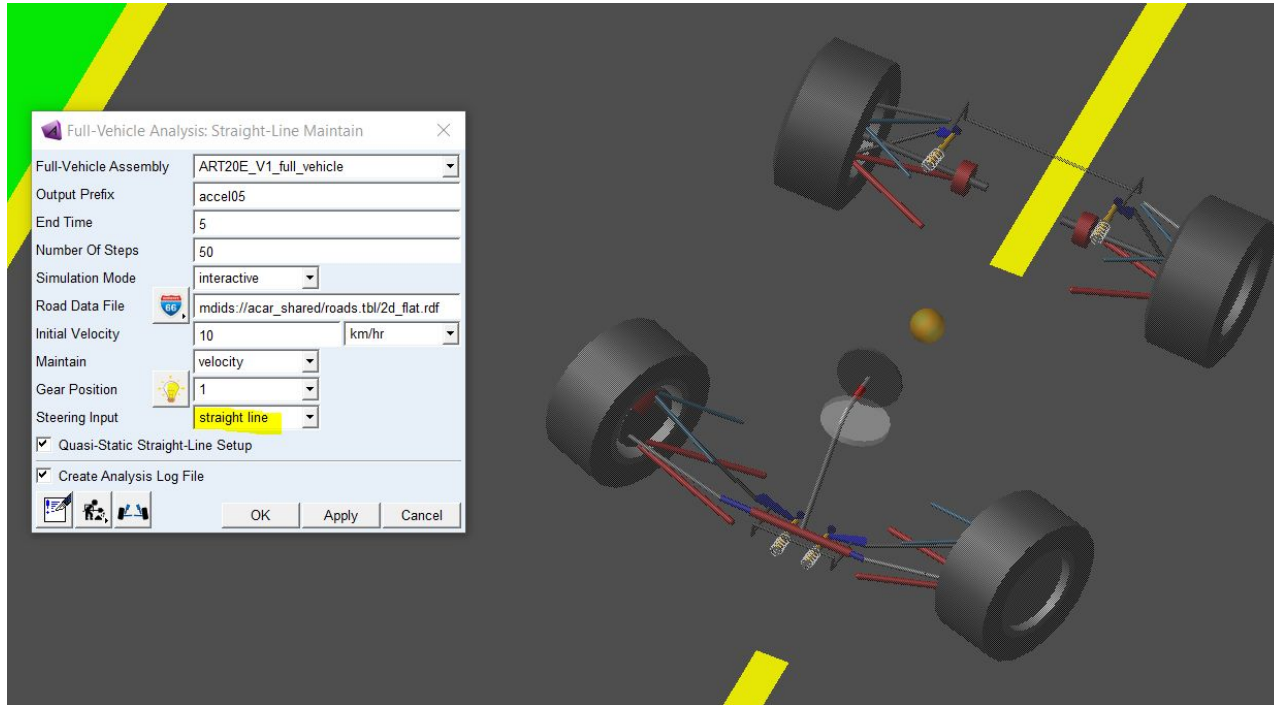 Full-Vehicle Analysis: Straight-Line Maintain
Full-Vehicle Assembly ART20E_V1_full_vehicle
Output Prefix accel05
End Time 5
Number Of Steps 50
Simulation Mode interactive
Road Data File 66 mdids://acar_shared/roads.tbl/2d_flat.rdf
Initial Velocity 10 km/hr
Maintain velocity
Gear Position 1
Steering Input straight line
Quasi-Static Straight-Line Setup
Create Analysis Log File
OK Apply Cancel